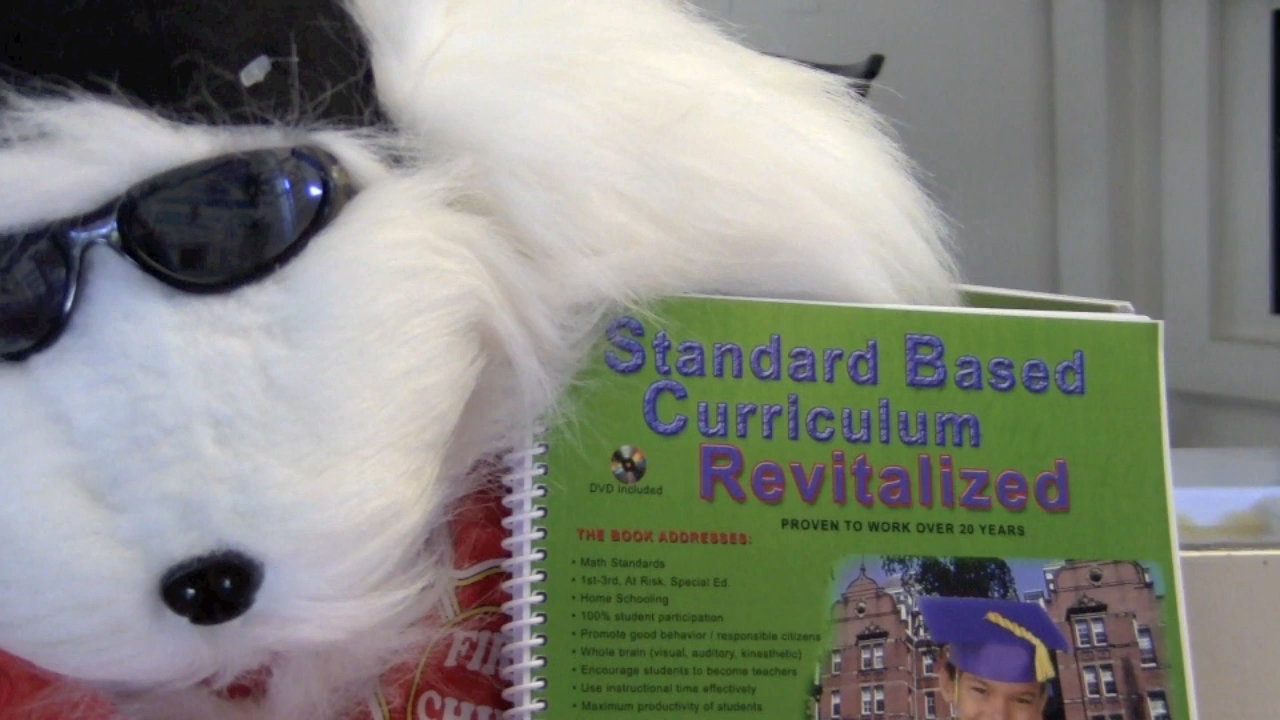 Standard Based
Curriculum
Revitalized
DVD Included
PROVEN TO WORK OVER 20 YEARS
THE BOOK ADDRESSES:
• Math Standards
• 1st-3rd, At Risk, Special Ed.
• Home Schooling
• 100% student participation
• Promote good behavior / responsible citizens
• Whole brain (visual, auditory, kinesthetic)
• Encourage students to become teachers
• Use instructional time effectively
• Maximum productivity of students